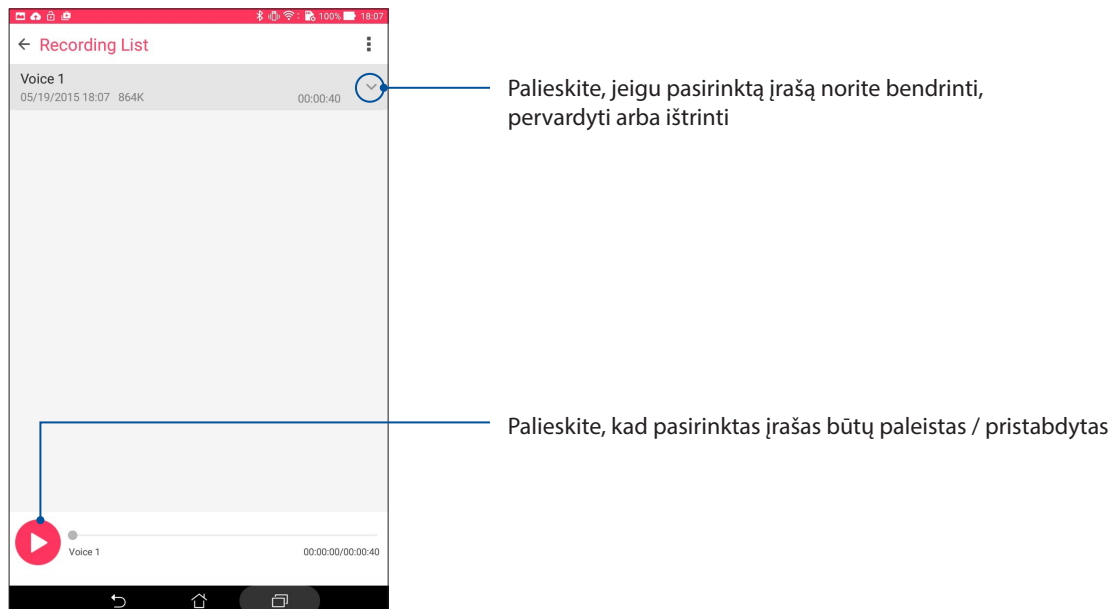 100% 18:07
Recording List
Voice 1
05/19/2015 18:07 864K 00:00:40
Palieskite, jeigu pasirinktą įrašą norite bendrinti,
pervardyti arba ištrinti
Palieskite, kad pasirinktas įrašas būtų paleistas / pristabdytas
Voice 1 00:00:00/00:00:40